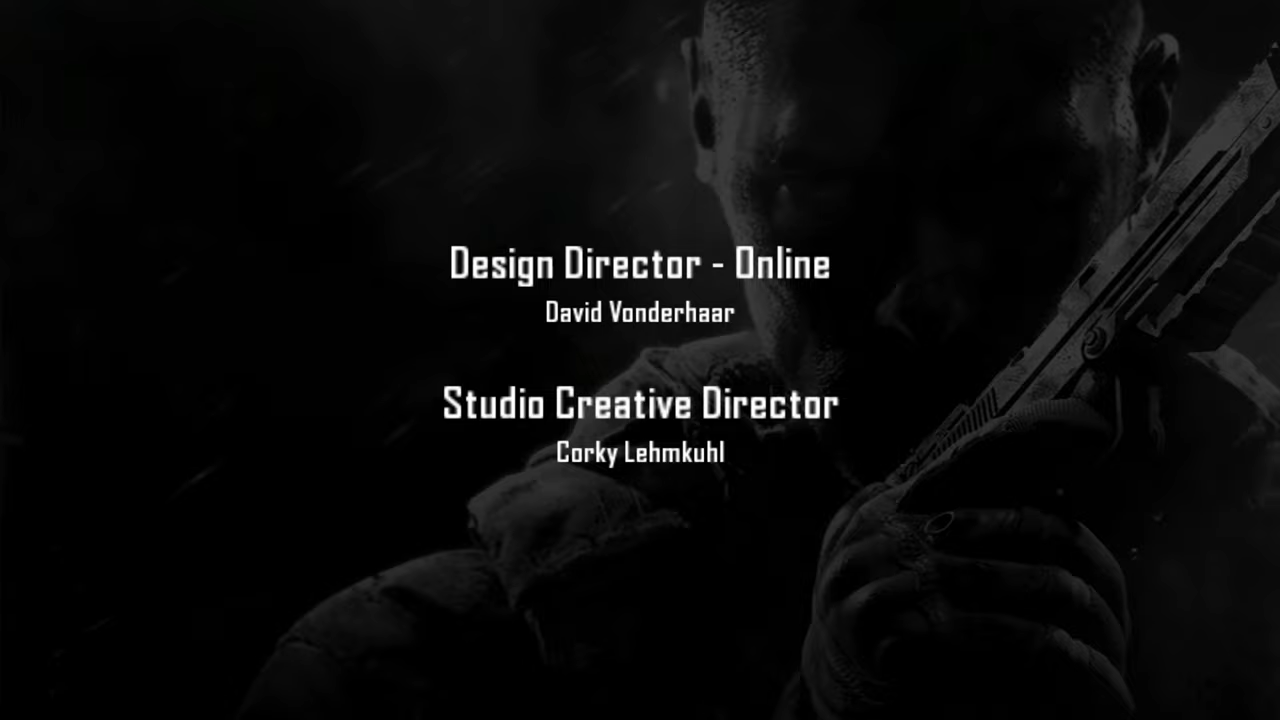 Design Director - Online
David Vonderhaar
Studio Creative Director
Corky Lehmkuhl